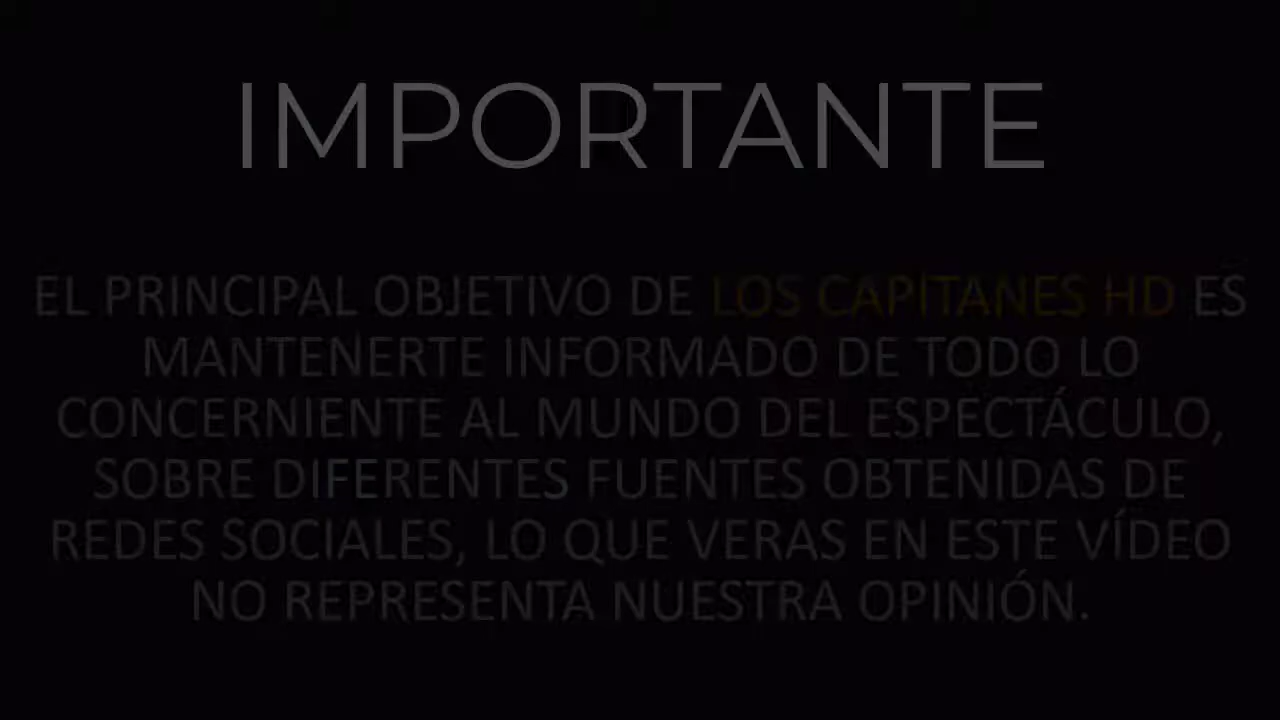 IMPORTANTE
EL PRINCIPAL OBJETIVO DE LOS CAPITANES HD ES
MANTENERTE INFORMADO DE TODO LO
CONCERNIENTE AL MUNDO DEL ESPECTÁCULO,
SOBRE DIFERENTES FUENTES OBTENIDAS DE
REDES SOCIALES, LO QUE VERAS EN ESTE VÍDEO
NO REPRESENTA NUESTRA OPINIÓN.